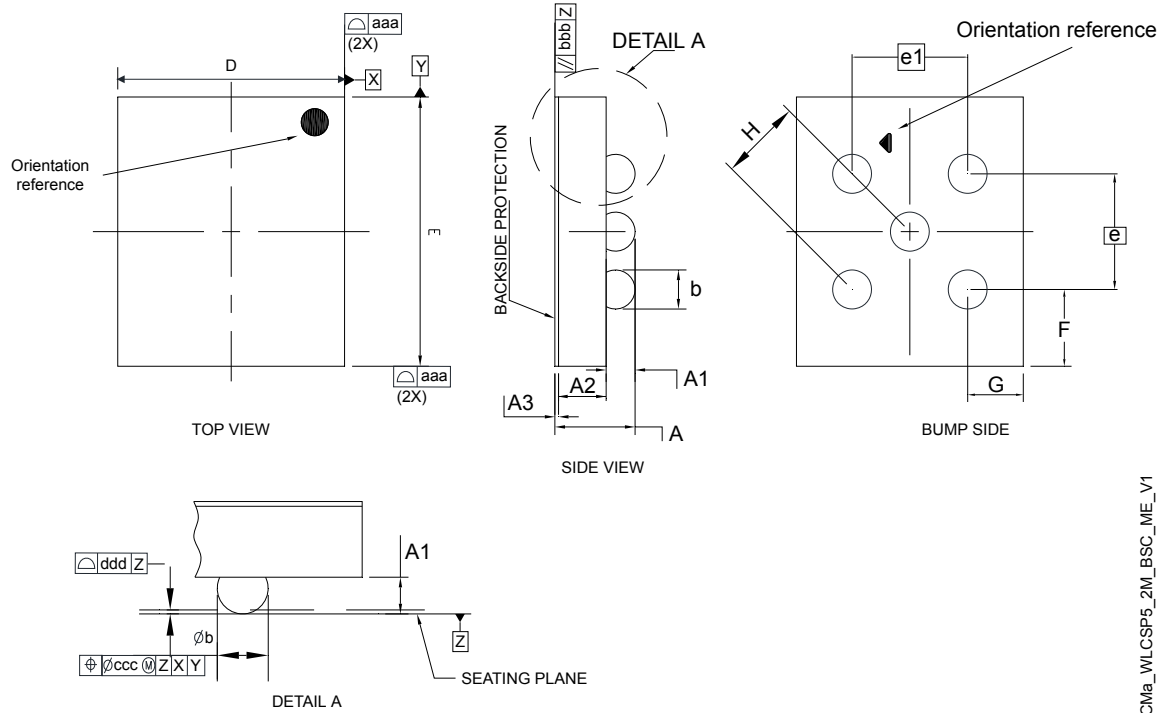 aaa
(2X)
D
X
Y
Orientation
reference
E
aaa
(2X)
TOP VIEW
// bbb Z
DETAIL A
BACKSIDE PROTECTION
b
A1
A2
A3
A
SIDE VIEW
Orientation reference
e1
H
e
F
G
BUMP SIDE
ddd Z
A1
Øb
Z
⌖ Øccc Ⓜ Z X Y
SEATING PLANE
DETAIL A
CMa_WLCSP5_2M_BSC_ME_V1